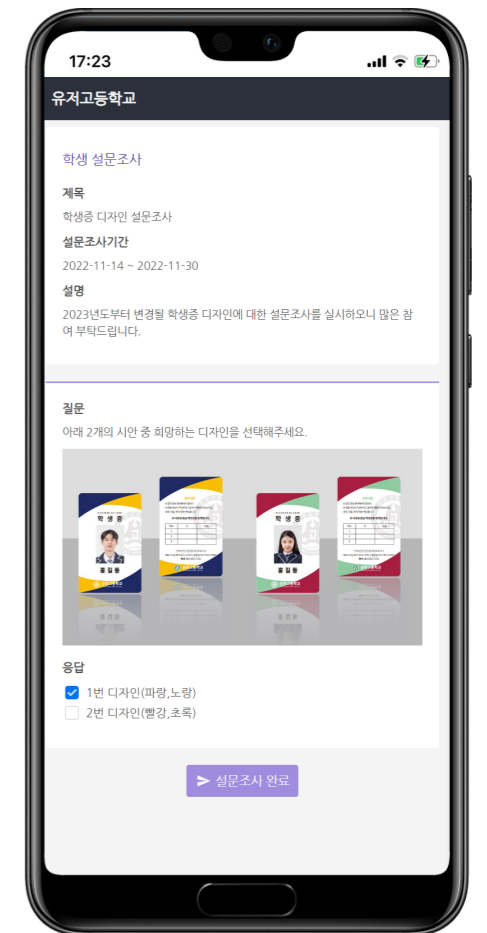 17:23
유저고등학교
학생 설문조사
제목
학생증 디자인 설문조사
설문조사기간
2022-11-14 ~ 2022-11-30
설명
2023년도부터 변경될 학생증 디자인에 대한 설문조사를 실시하오니 많은 참
여 부탁드립니다.
질문
아래 2개의 시안 중 희망하는 디자인을 선택해주세요.
학 생 증
홍 길 동
학 생 증
홍 길 동
응답
1번 디자인(파랑,노랑)
2번 디자인(빨강,초록)
설문조사 완료